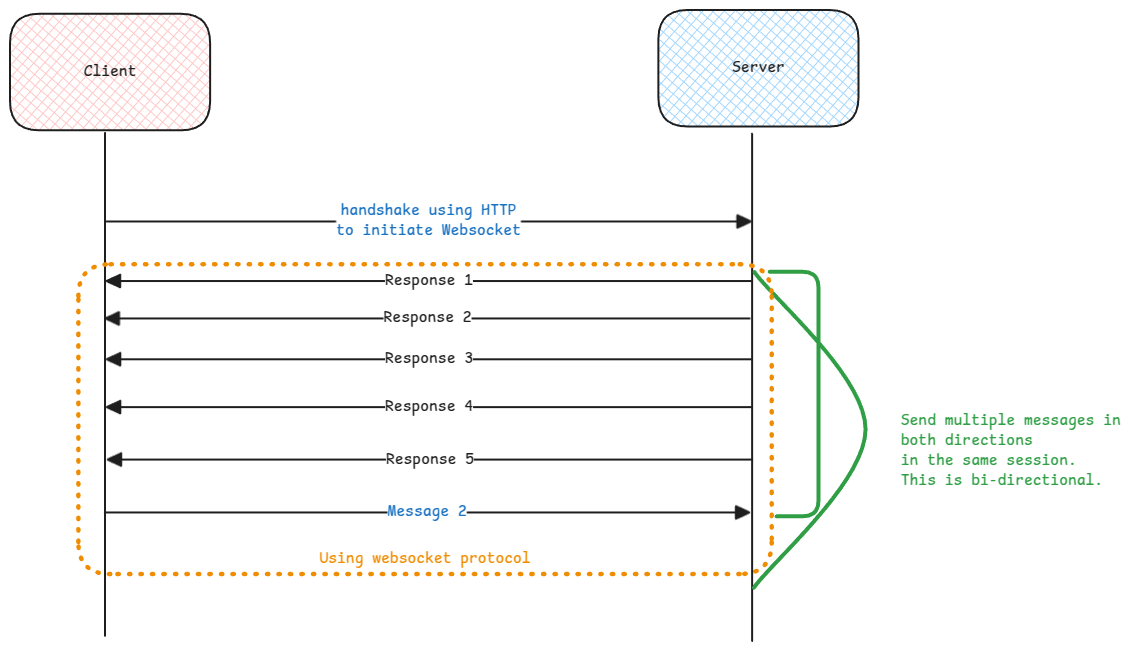 Client
Server
handshake using HTTP
to initiate Websocket
Response 1
Response 2
Response 3
Response 4
Response 5
Message 2
Using websocket protocol
Send multiple messages in
both directions
in the same session.
This is bi-directional.